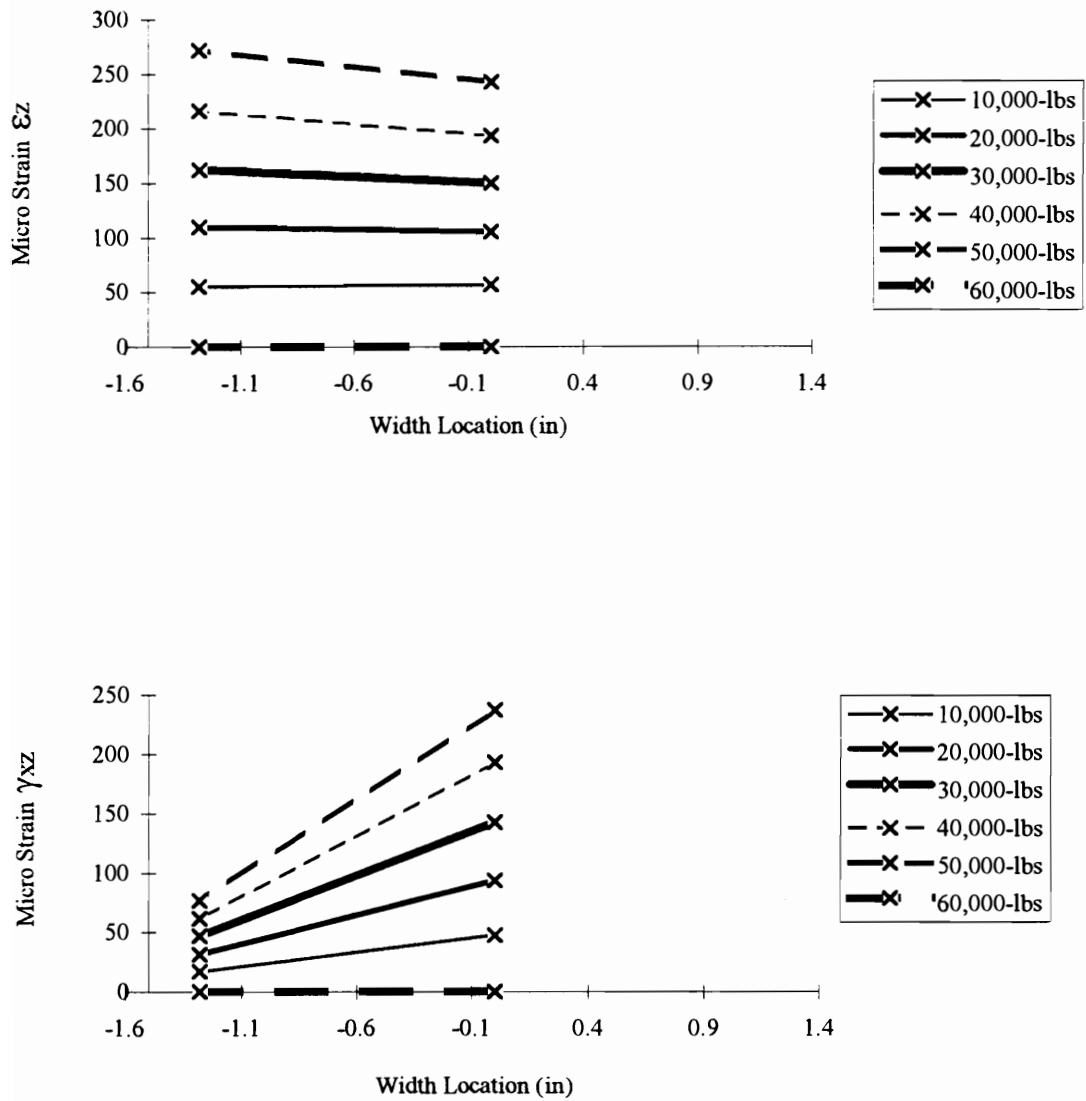 300
250
200
150
100
50
0
Micro Strain εz
-1.6 -1.1 -0.6 -0.1 0.4 0.9 1.4
Width Location (in)
10,000-lbs
20,000-lbs
30,000-lbs
40,000-lbs
50,000-lbs
60,000-lbs
250
200
150
100
50
0
Micro Strain γxz
-1.6 -1.1 -0.6 -0.1 0.4 0.9 1.4
Width Location (in)
10,000-lbs
20,000-lbs
30,000-lbs
40,000-lbs
50,000-lbs
60,000-lbs